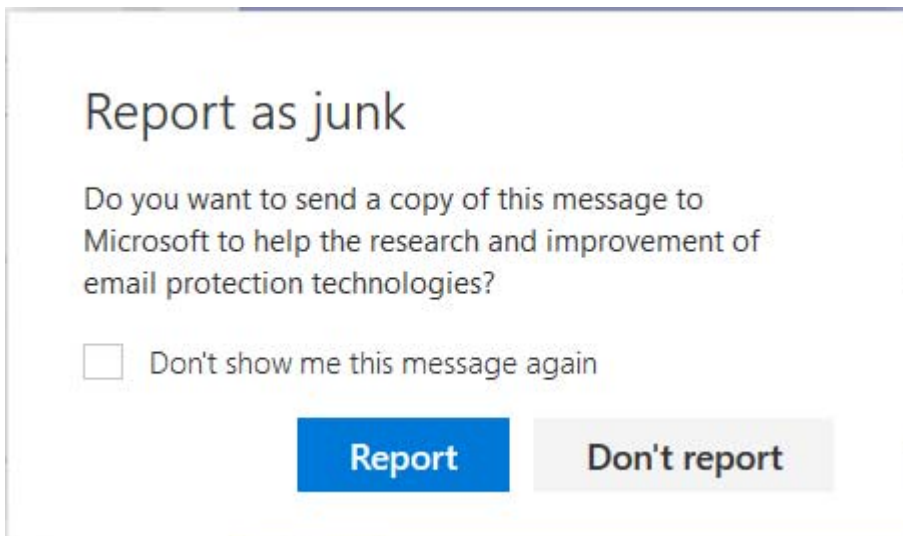 Report as junk
Do you want to send a copy of this message to
Microsoft to help the research and improvement of
email protection technologies?
Don't show me this message again
Report Don't report